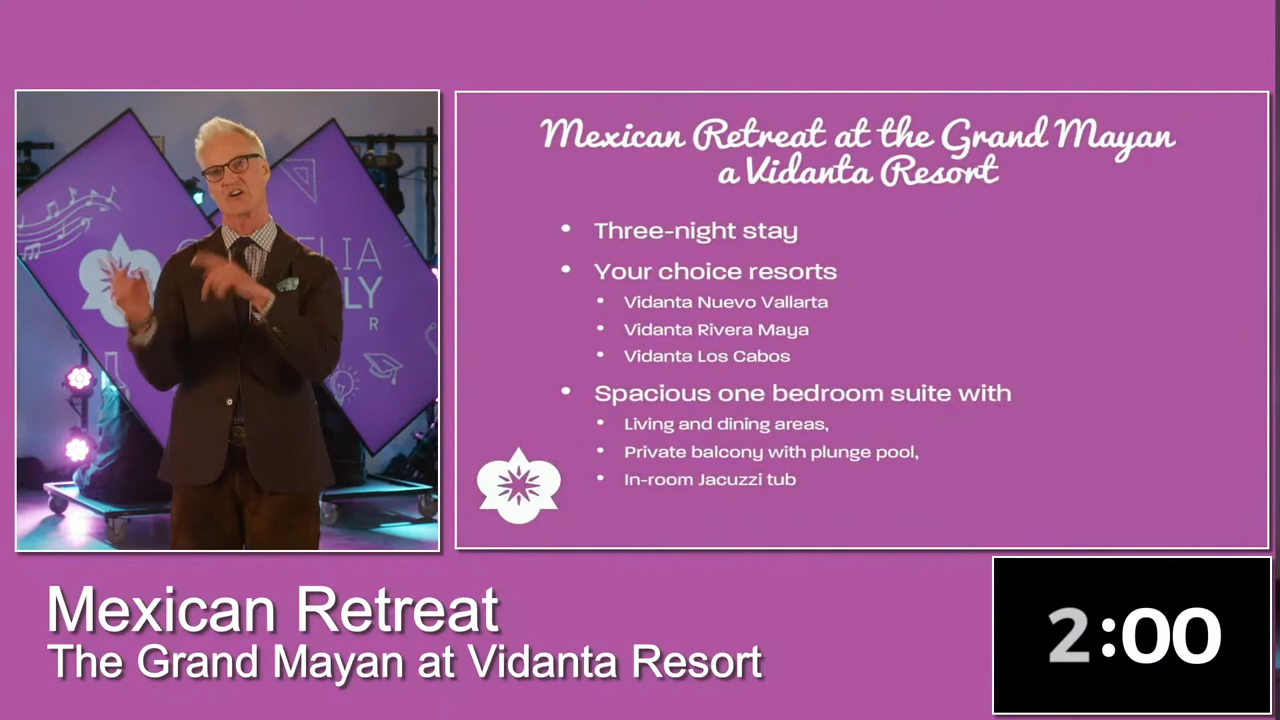 Mexican Retreat at the Grand Mayan
a Vidanta Resort
• Three-night stay
• Your choice resorts
• Vidanta Nuevo Vallarta
• Vidanta Rivera Maya
• Vidanta Los Cabos
• Spacious one bedroom suite with
• Living and dining areas,
• Private balcony with plunge pool,
• In-room Jacuzzi tub
Mexican Retreat
The Grand Mayan at Vidanta Resort
2:00